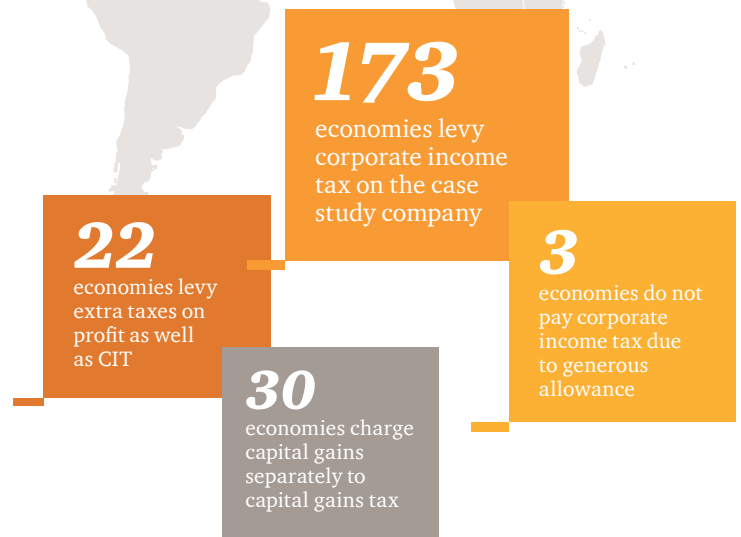 173
economies levy
corporate income
tax on the case
study company
22
economies levy
extra taxes on
profit as well
as CIT
3
economies do not
pay corporate
income tax due
to generous
allowance
30
economies charge
capital gains
separately to
capital gains tax